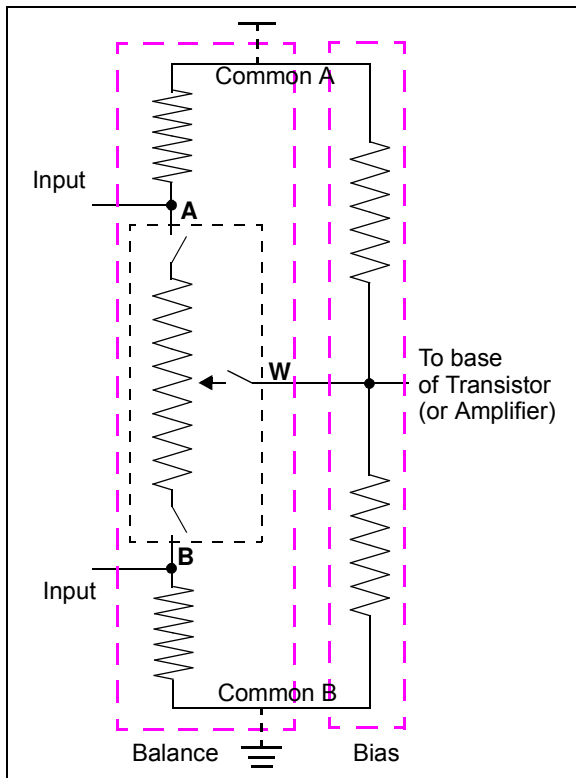 Common A
Input
A
W
To base
of Transistor
(or Amplifier)
B
Input
Common B
Balance
Bias